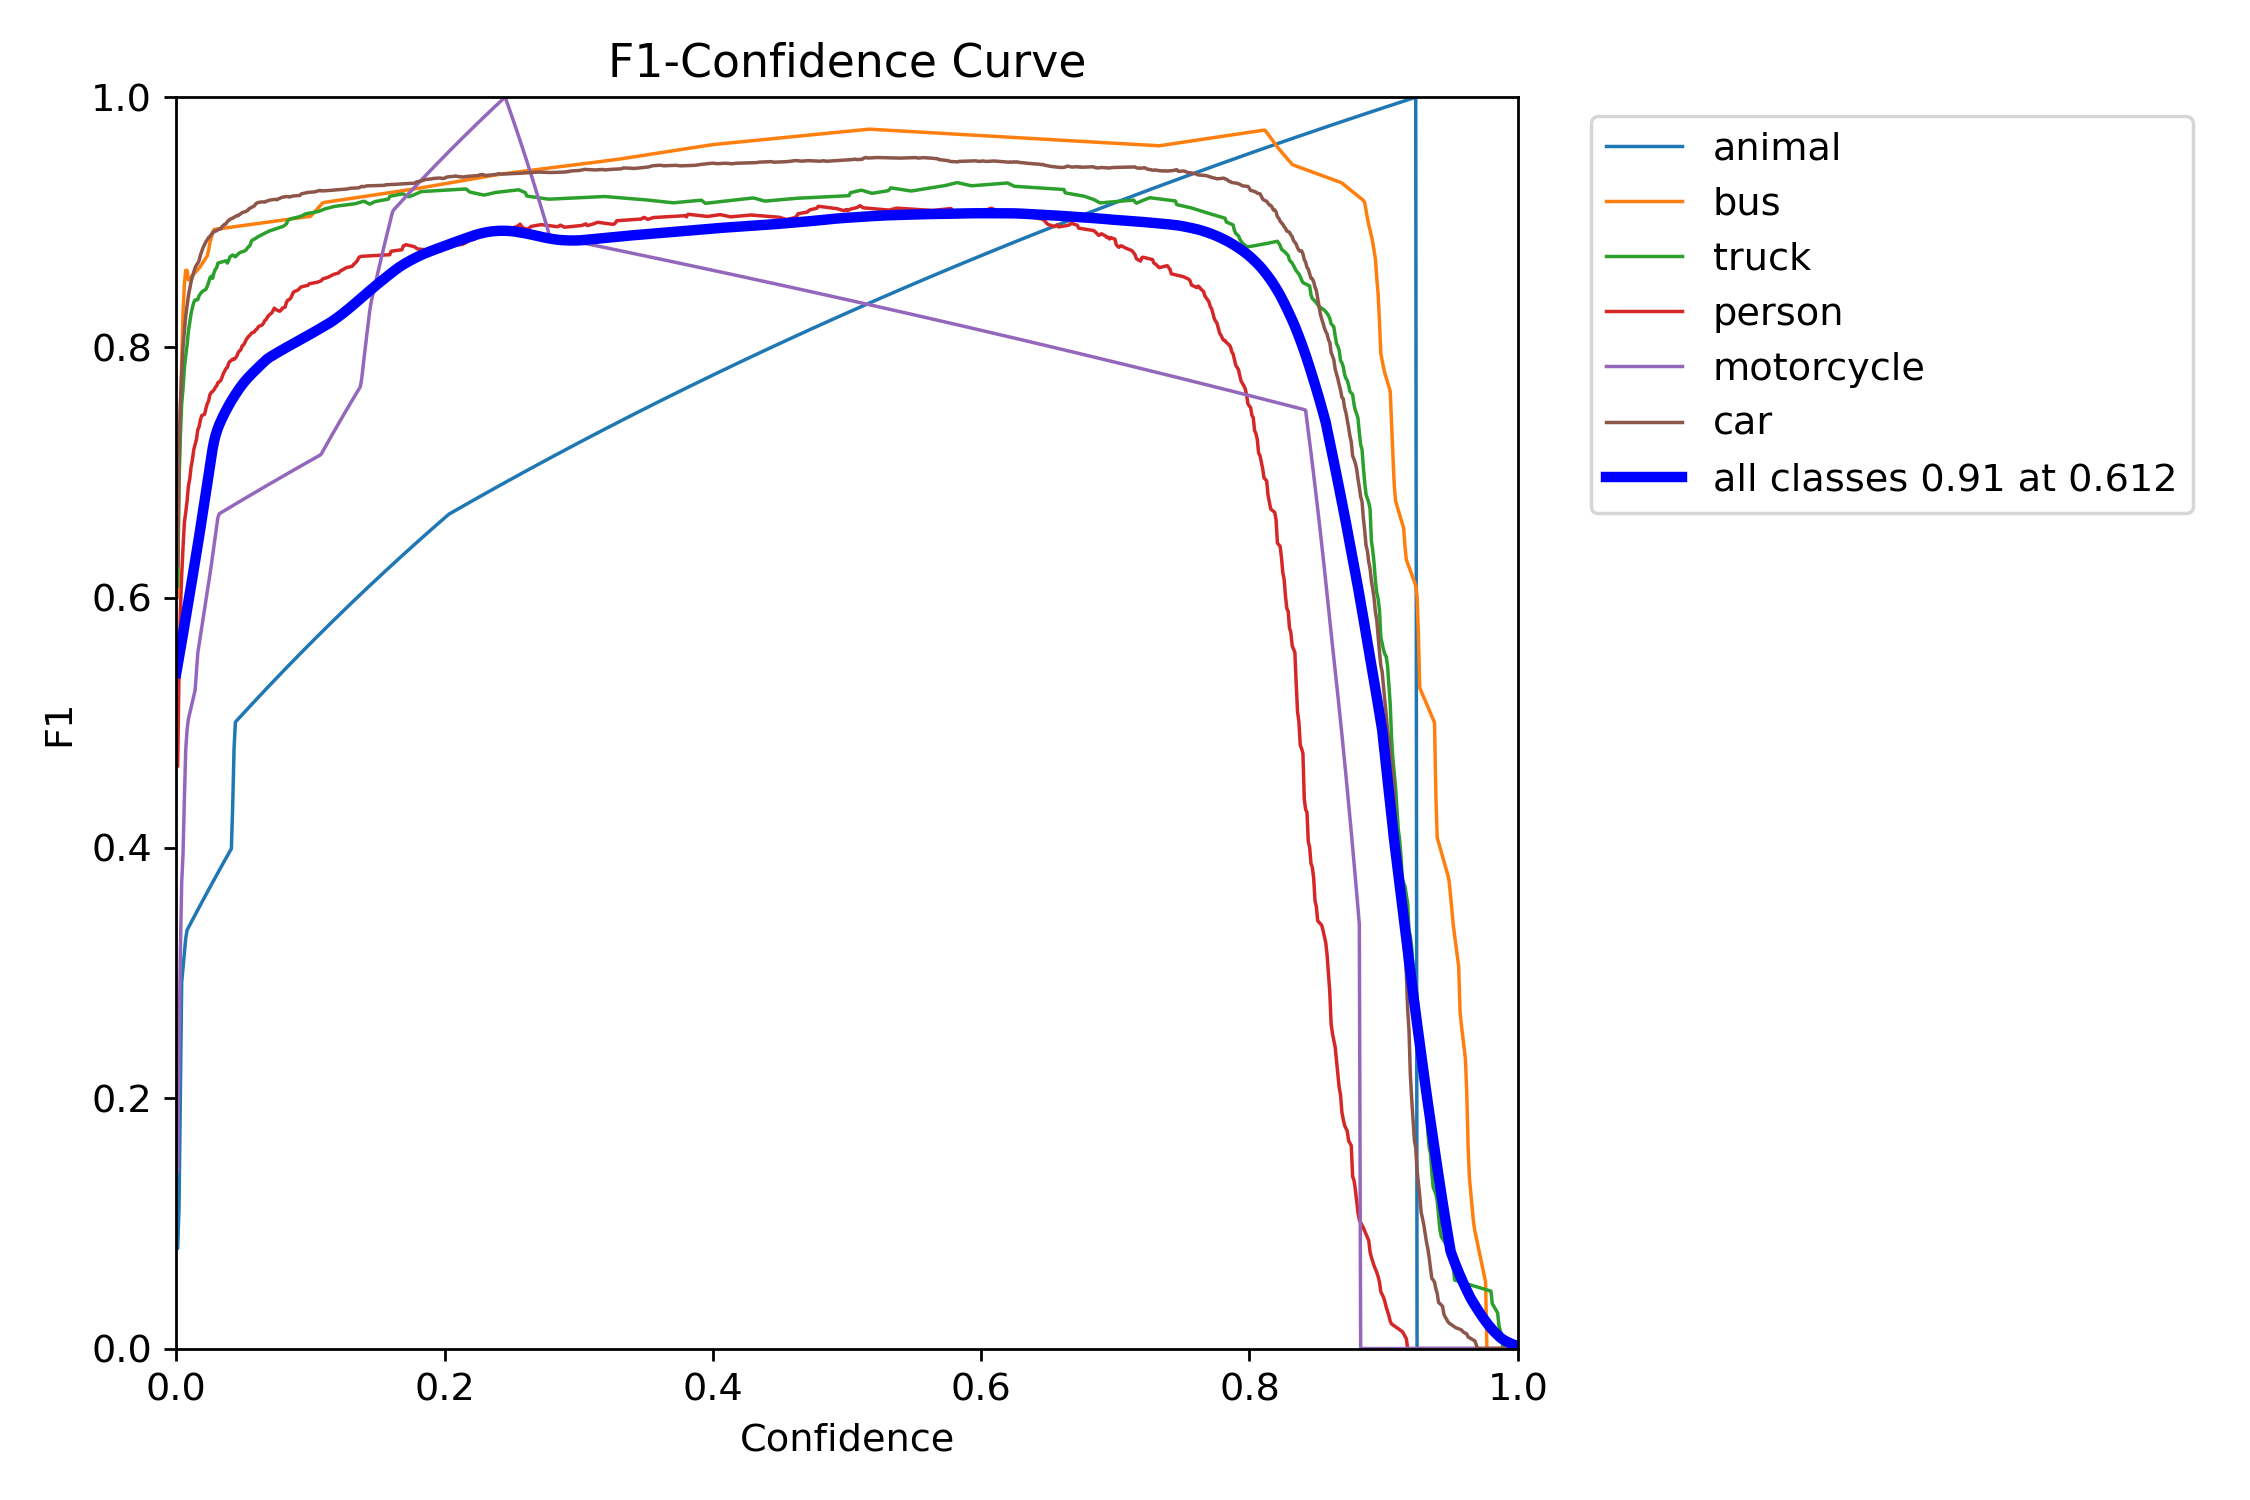 F1-Confidence Curve
1.0
0.8
0.6
0.4
0.2
0.0
F1
0.0 0.2 0.4 0.6 0.8 1.0
Confidence
animal
bus
truck
person
motorcycle
car
all classes 0.91 at 0.612